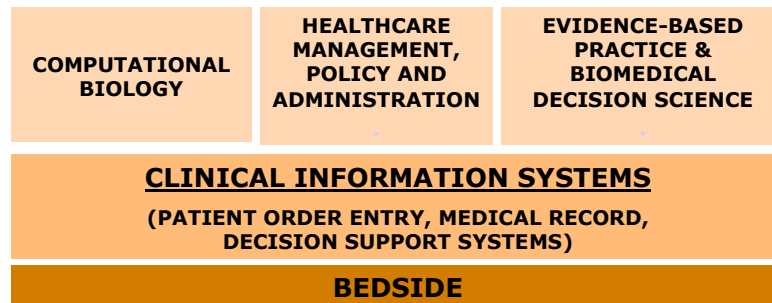 COMPUTATIONAL
BIOLOGY
HEALTHCARE
MANAGEMENT,
POLICY AND
ADMINISTRATION
.
EVIDENCE-BASED
PRACTICE &
BIOMEDICAL
DECISION SCIENCE
.
CLINICAL INFORMATION SYSTEMS
(PATIENT ORDER ENTRY, MEDICAL RECORD,
DECISION SUPPORT SYSTEMS)
BEDSIDE